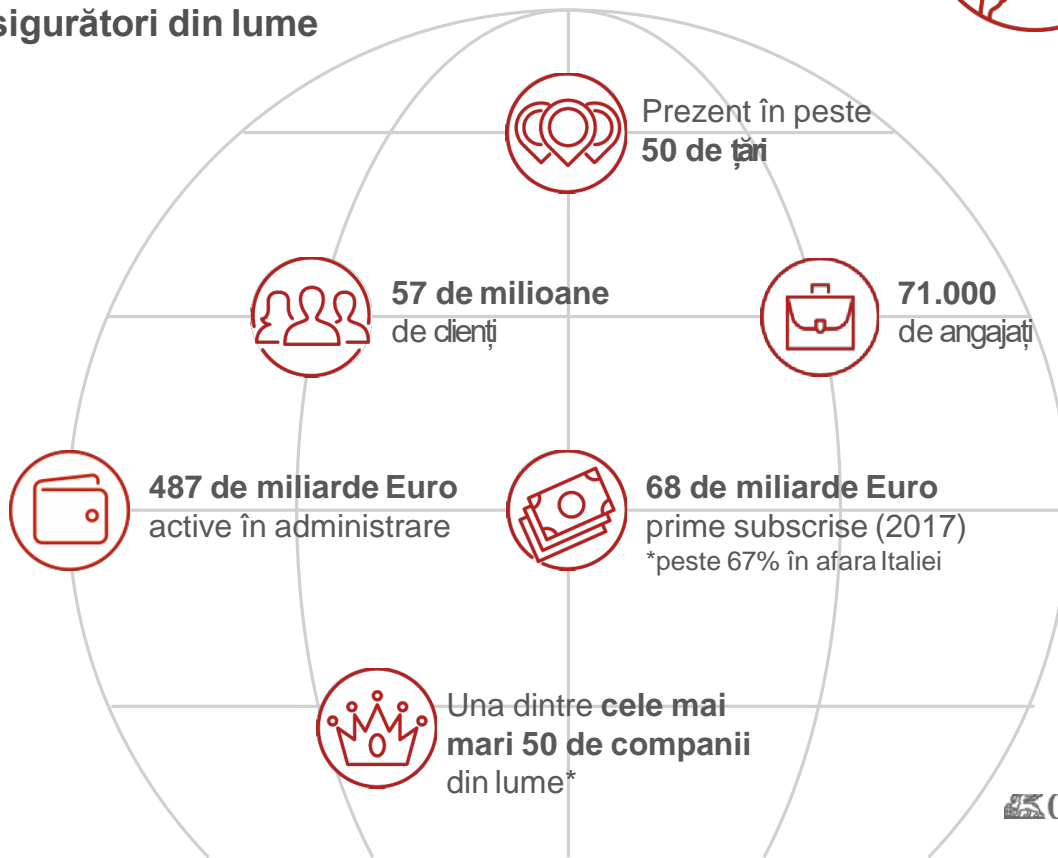 sigurători din lume
Prezent în peste
50 de țări
57 de milioane
de clienți
71.000
de angajați
487 de miliarde Euro
active în administrare
68 de miliarde Euro
prime subscrise (2017)
*peste 67% în afara Italiei
Una dintre cele mai
mari 50 de companii
din lume*